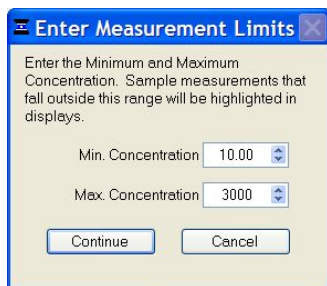 Enter Measurement Limits
Enter the Minimum and Maximum
Concentration. Sample measurements that
fall outside this range will be highlighted in
displays.
Min. Concentration 10.00
Max. Concentration 3000
Continue Cancel